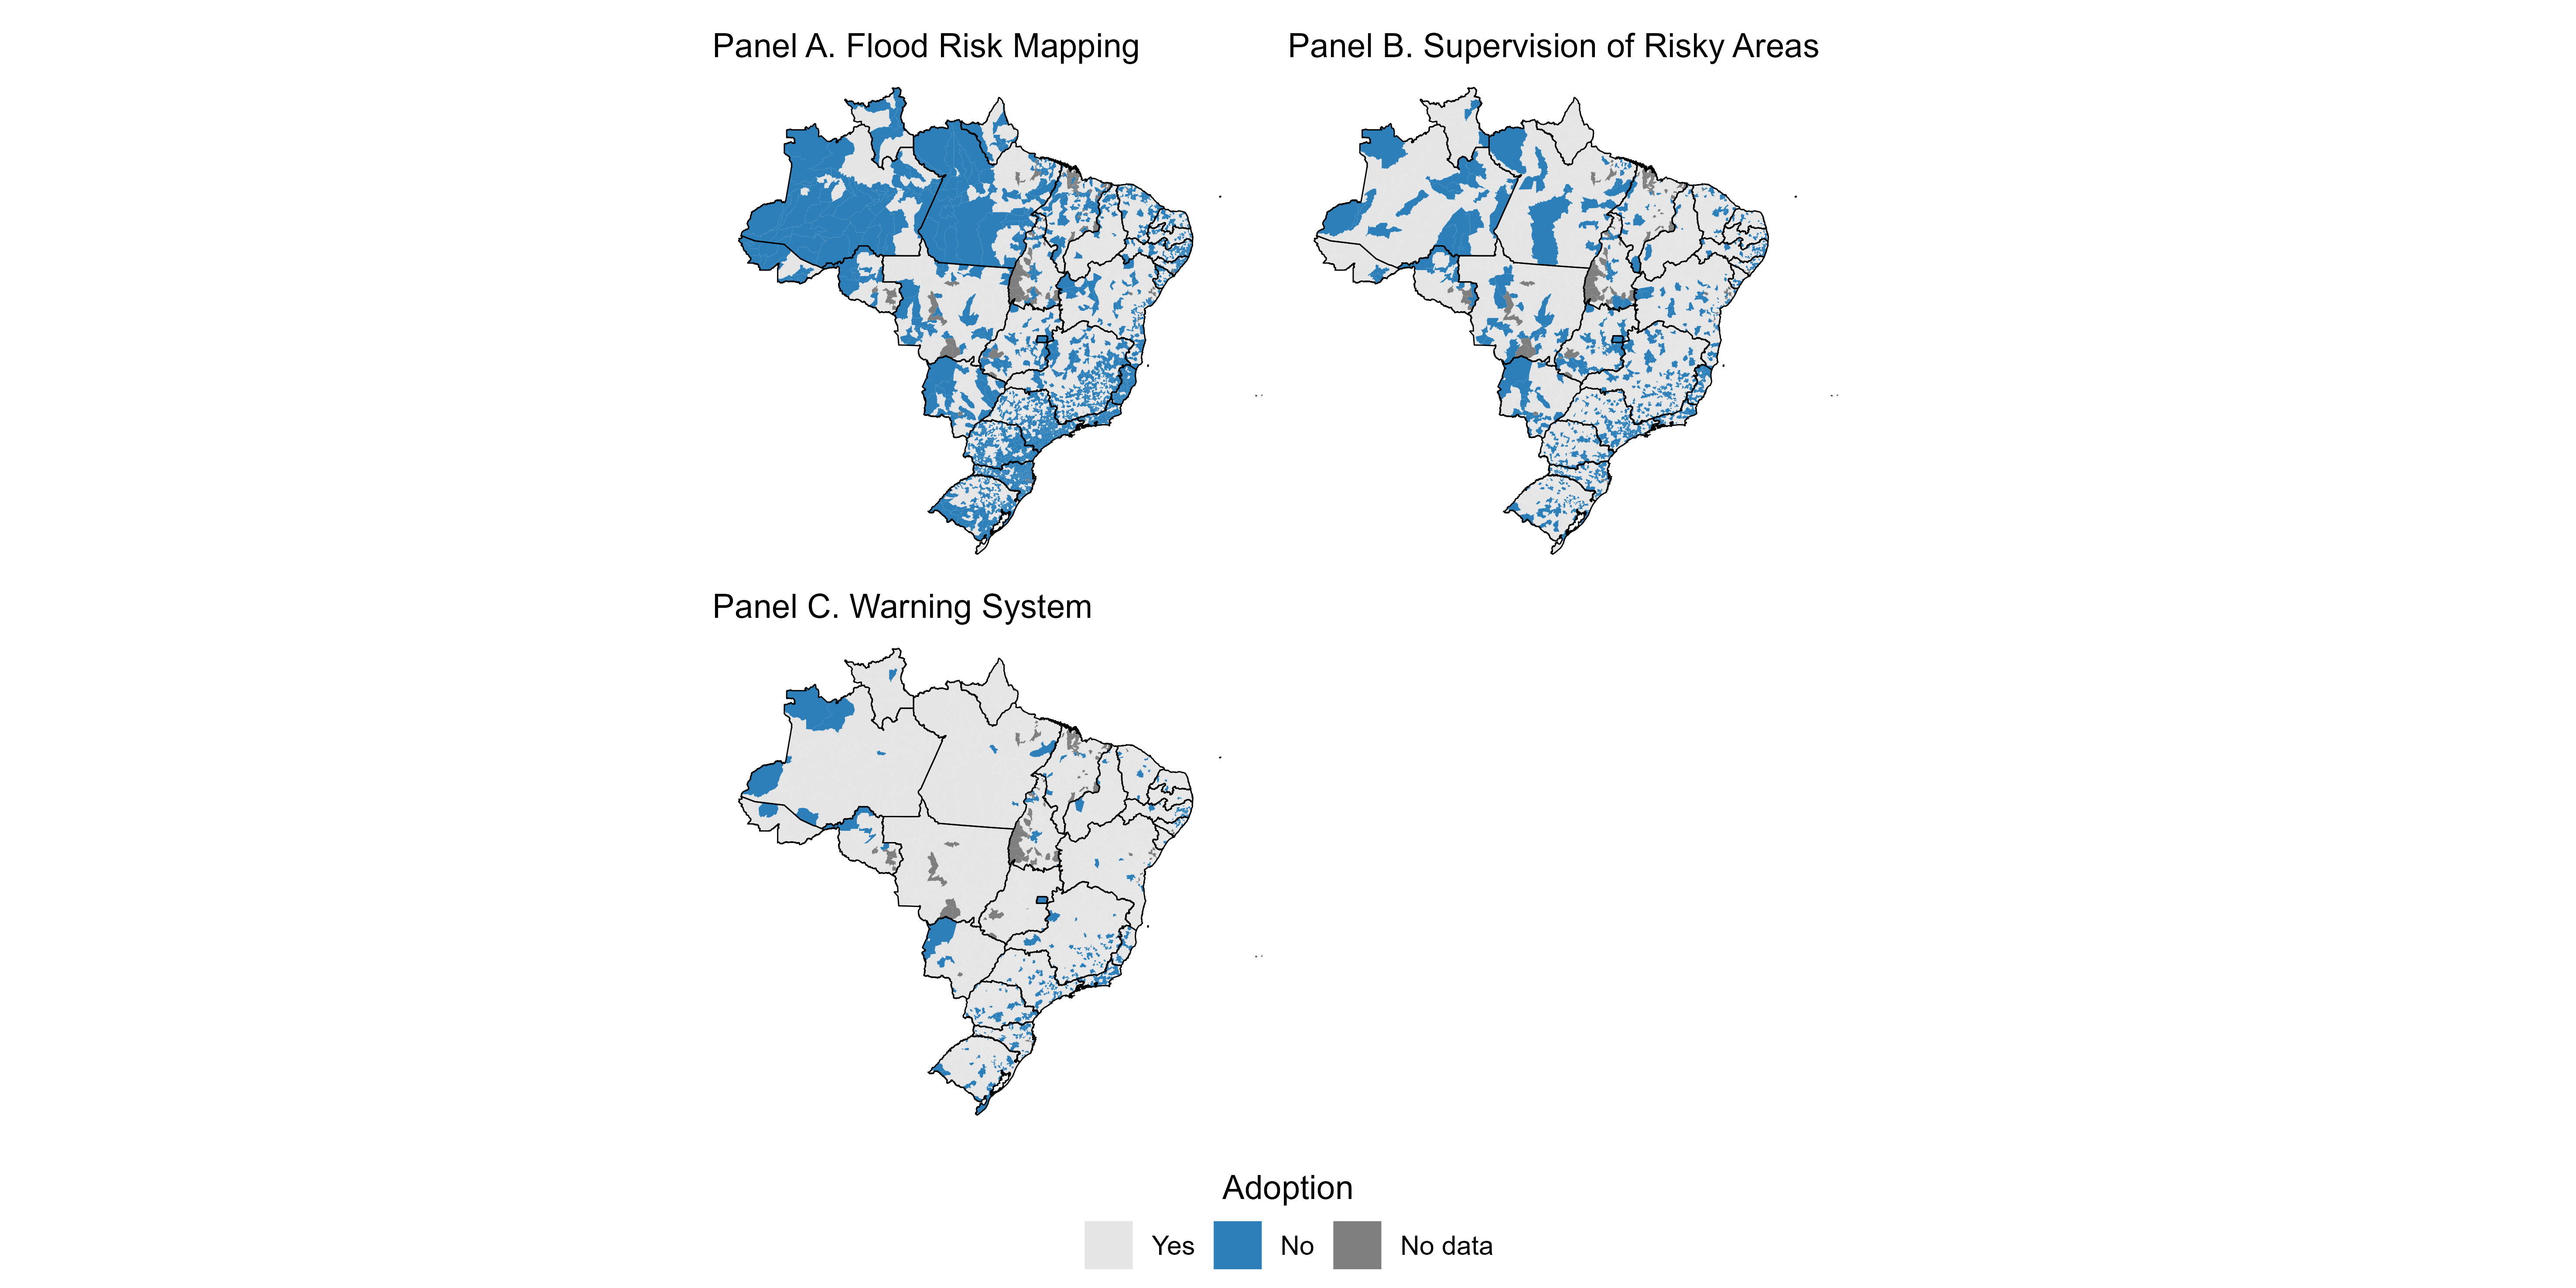 Panel A. Flood Risk Mapping
Panel B. Supervision of Risky Areas
Panel C. Warning System
Adoption
Yes No No data